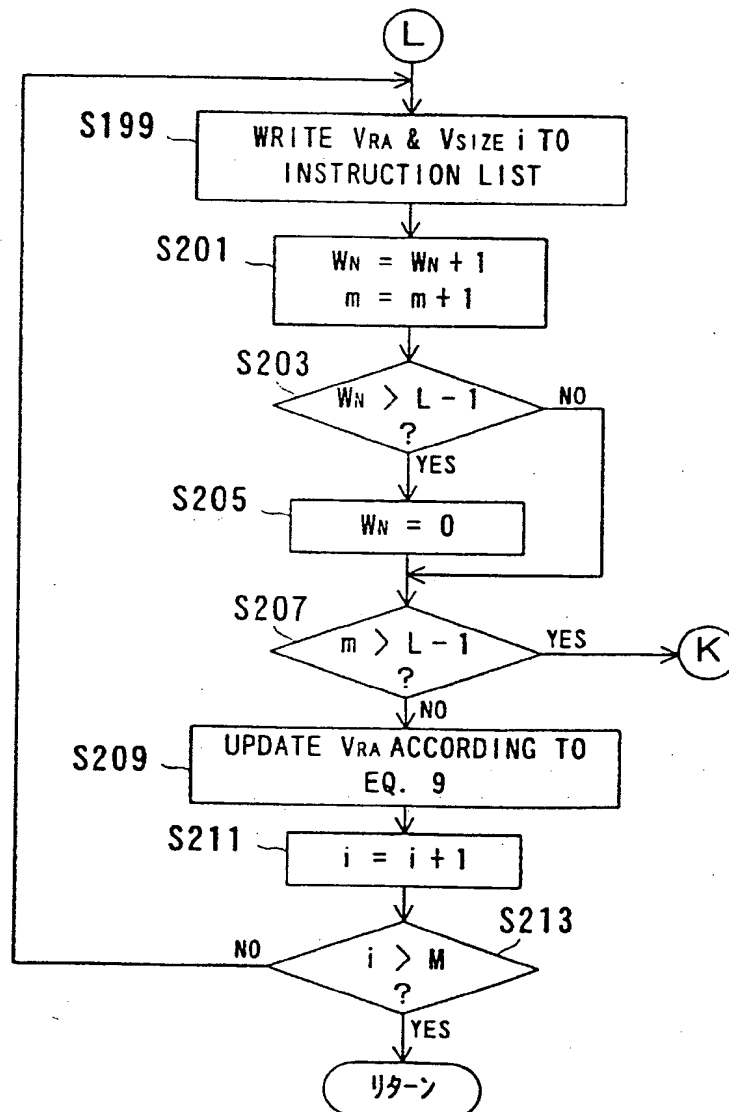 L
S199
WRITE VRA & VSIZE i TO
INSTRUCTION LIST
S201
WN = WN + 1
m = m + 1
S203
WN > L - 1
?
NO
YES
S205
WN = 0
S207
m > L - 1
?
YES
K
NO
S209
UPDATE VRA ACCORDING TO
EQ. 9
S211
i = i + 1
S213
NO
i > M
?
YES
リターン